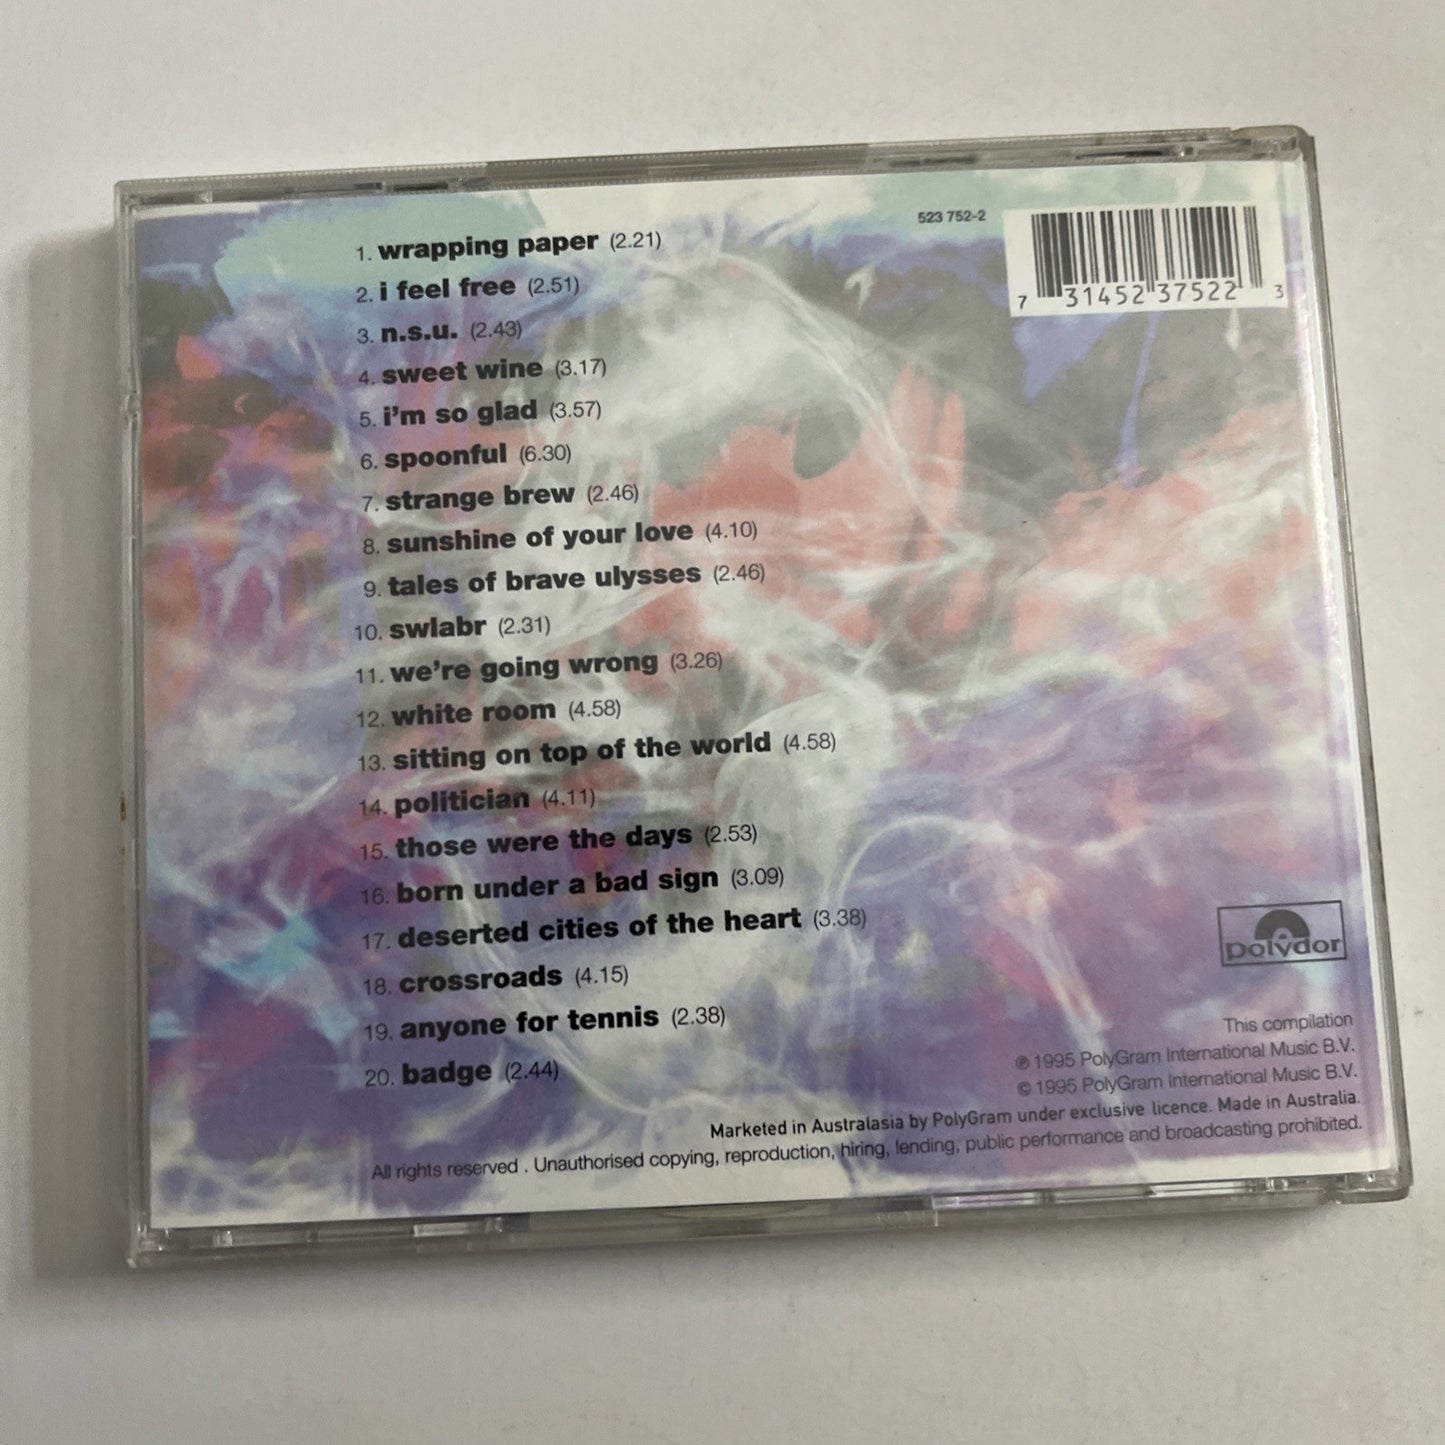 523 752-2
7 31452 37522 3
1. wrapping paper (2.21)
2. i feel free (2.51)
3. n.s.u. (2.43)
4. sweet wine (3.17)
5. i'm so glad (3.57)
6. spoonful (6.30)
7. strange brew (2.46)
8. sunshine of your love (4.10)
9. tales of brave ulysses (2.46)
10. swlabr (2.31)
11. we're going wrong (3.26)
12. white room (4.58)
13. sitting on top of the world (4.58)
14. politician (4.11)
15. those were the days (2.53)
16. born under a bad sign (3.09)
17. deserted cities of the heart (3.38)
18. crossroads (4.15)
19. anyone for tennis (2.38)
20. badge (2.44)
polydor
This compilation
℗ 1995 PolyGram International Music B.V.
© 1995 PolyGram International Music B.V.
Marketed in Australasia by PolyGram under exclusive licence. Made in Australia.
All rights reserved . Unauthorised copying, reproduction, hiring, lending, public performance and broadcasting prohibited.